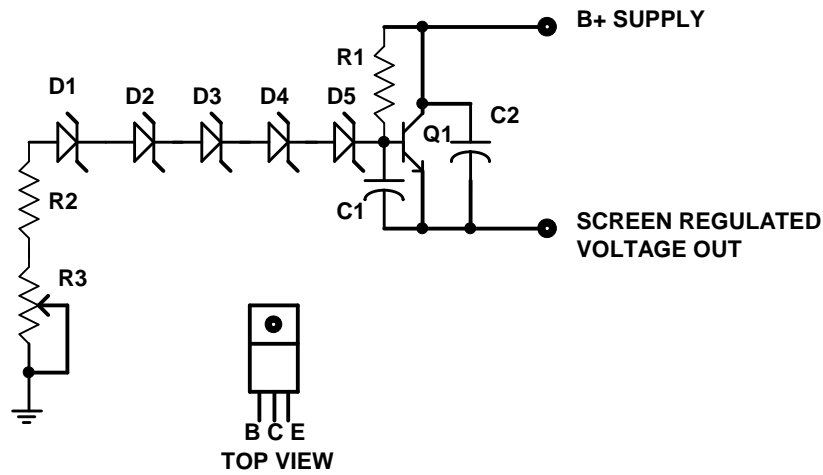 B+ SUPPLY
R1
D1
D2
D3
D4
D5
Q1
C2
R2
C1
SCREEN REGULATED
VOLTAGE OUT
R3
B C E
TOP VIEW